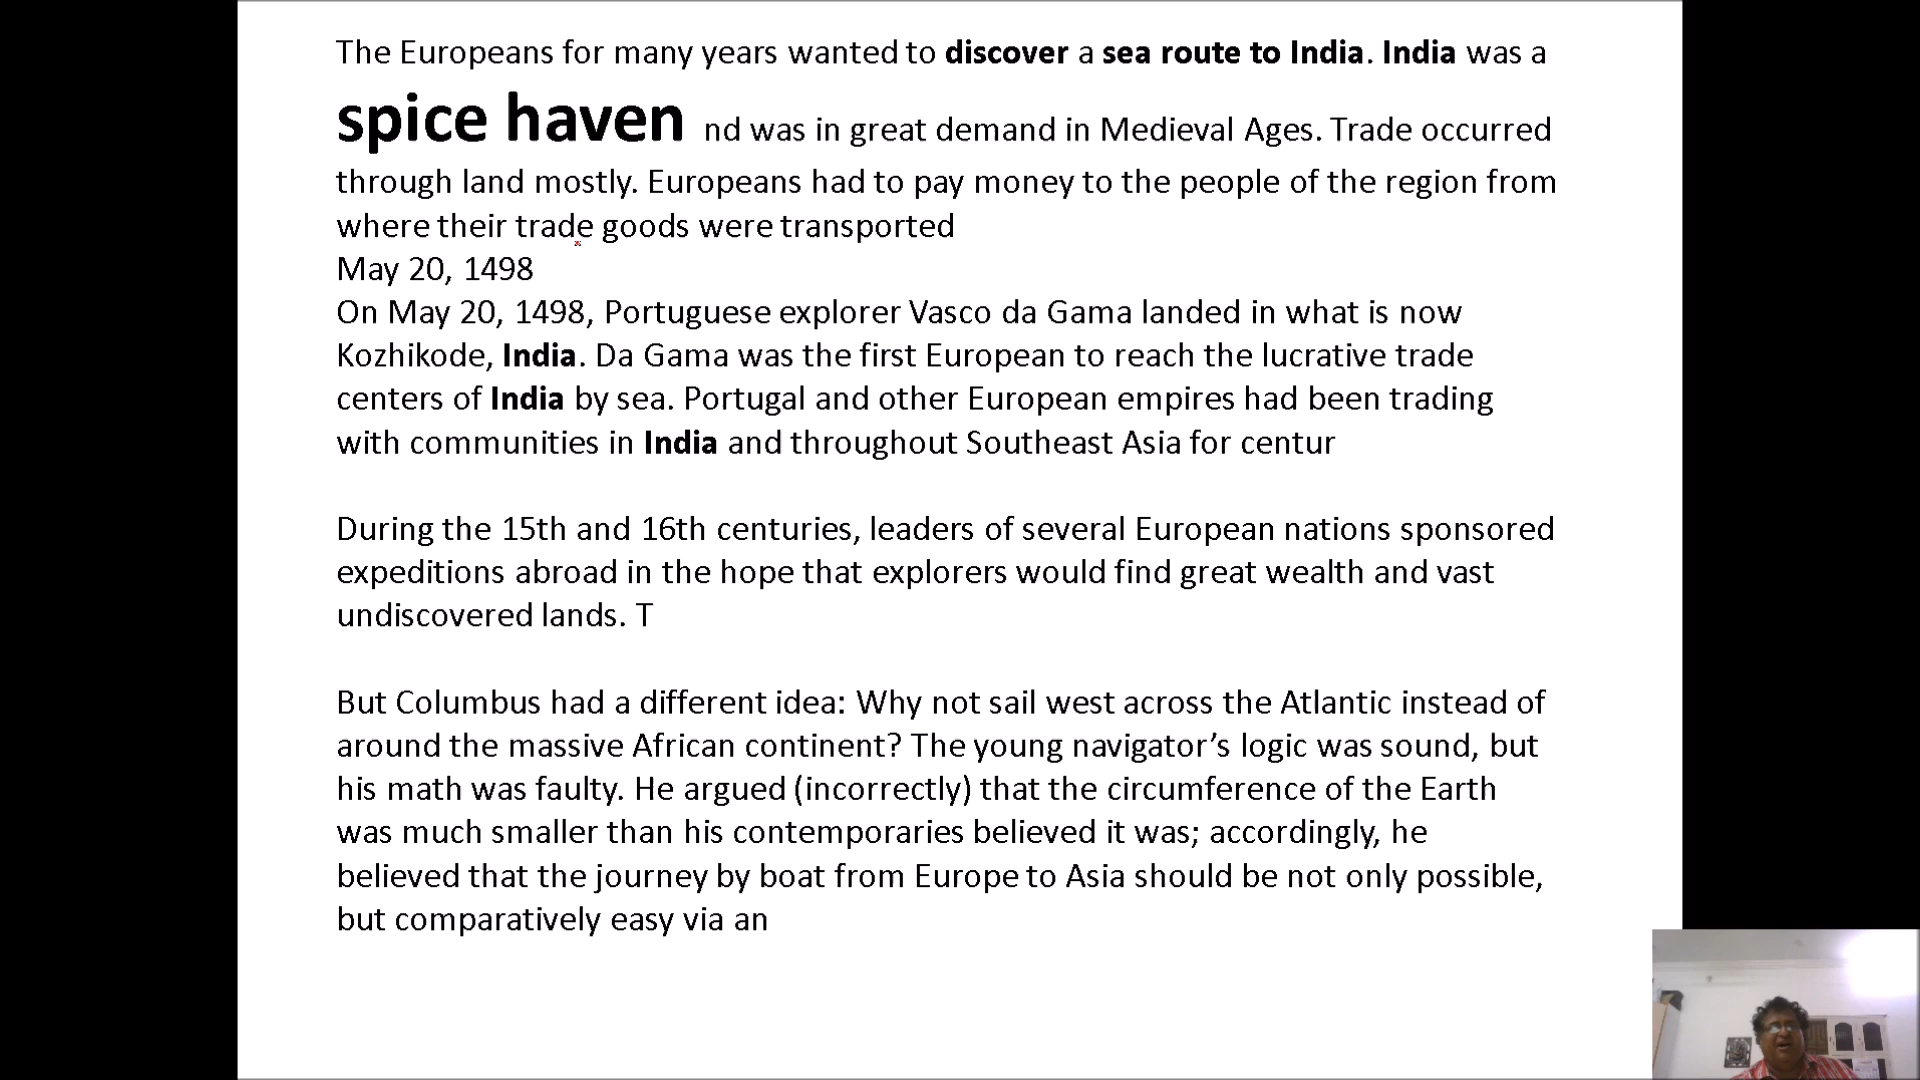 The Europeans for many years wanted to discover a sea route to India. India was a
spice haven nd was in great demand in Medieval Ages. Trade occurred
through land mostly. Europeans had to pay money to the people of the region from
where their trade goods were transported
May 20, 1498
On May 20, 1498, Portuguese explorer Vasco da Gama landed in what is now
Kozhikode, India. Da Gama was the first European to reach the lucrative trade
centers of India by sea. Portugal and other European empires had been trading
with communities in India and throughout Southeast Asia for centur
During the 15th and 16th centuries, leaders of several European nations sponsored
expeditions abroad in the hope that explorers would find great wealth and vast
undiscovered lands. T
But Columbus had a different idea: Why not sail west across the Atlantic instead of
around the massive African continent? The young navigator’s logic was sound, but
his math was faulty. He argued (incorrectly) that the circumference of the Earth
was much smaller than his contemporaries believed it was; accordingly, he
believed that the journey by boat from Europe to Asia should be not only possible,
but comparatively easy via an